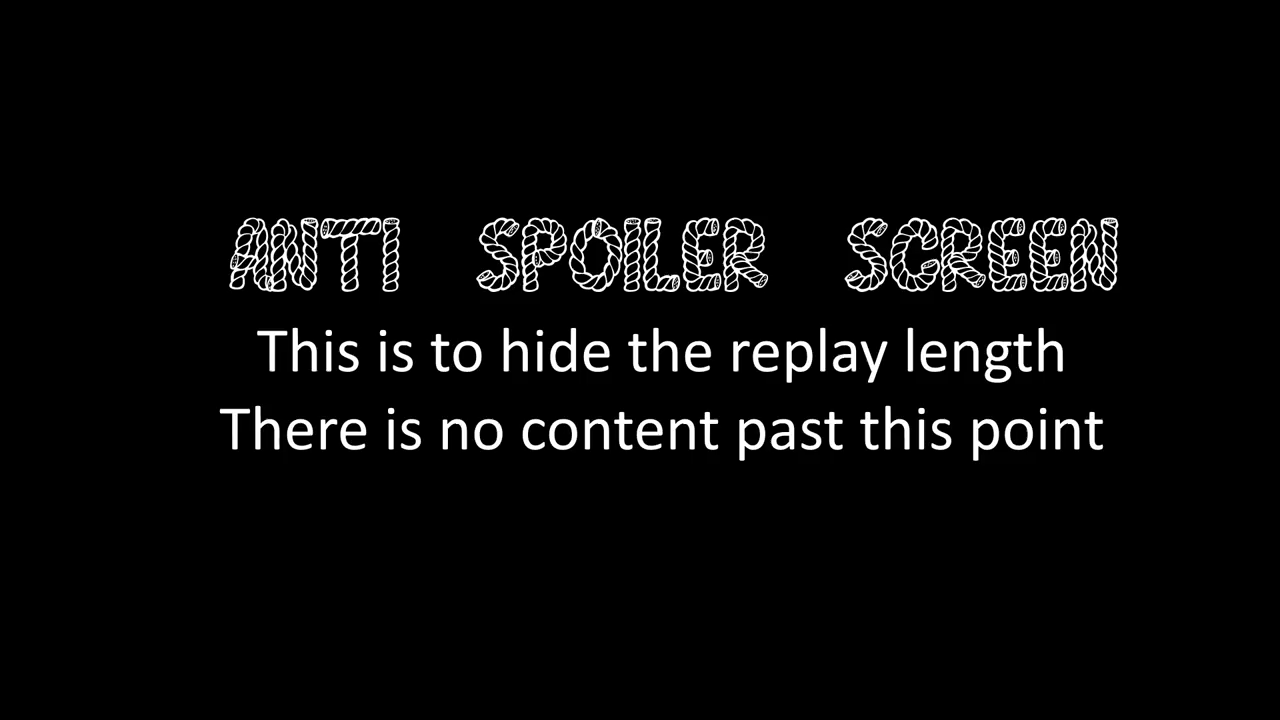 ANTI SPOILER SCREEN
This is to hide the replay length
There is no content past this point